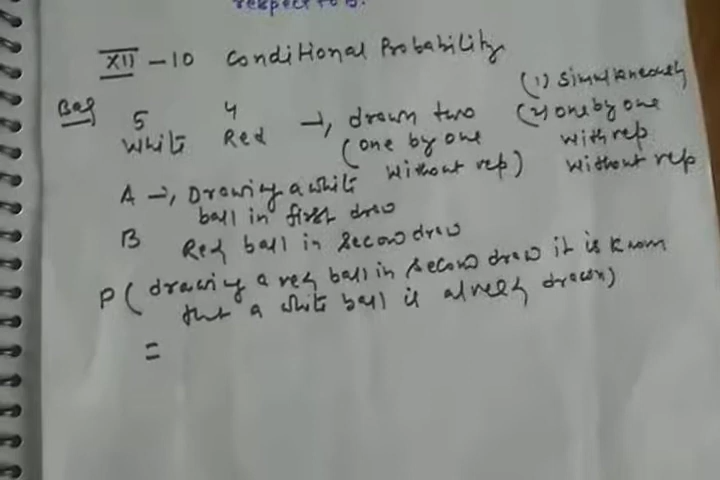 respect to B.
XII - 10 Conditional Probability
(1) simultaneously
Bag 5 White 4 Red → drawn two (2) one by one
(one by one without rep) with rep
without rep
A → Drawing a white
ball in first draw
B Red ball in second draw
P( drawing a red ball in second draw it is known
that a white ball is already drawn)
=